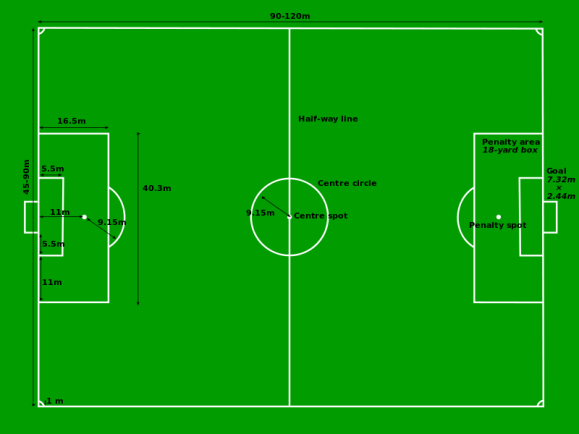 90-120m
Half-way line
16.5m
Penalty area
18-yard box
45-90m
5.5m
40.3m
Centre circle
Goal
7.32m
x
2.44m
11m
9.15m
9.15m
Centre spot
Penalty spot
5.5m
11m
1 m